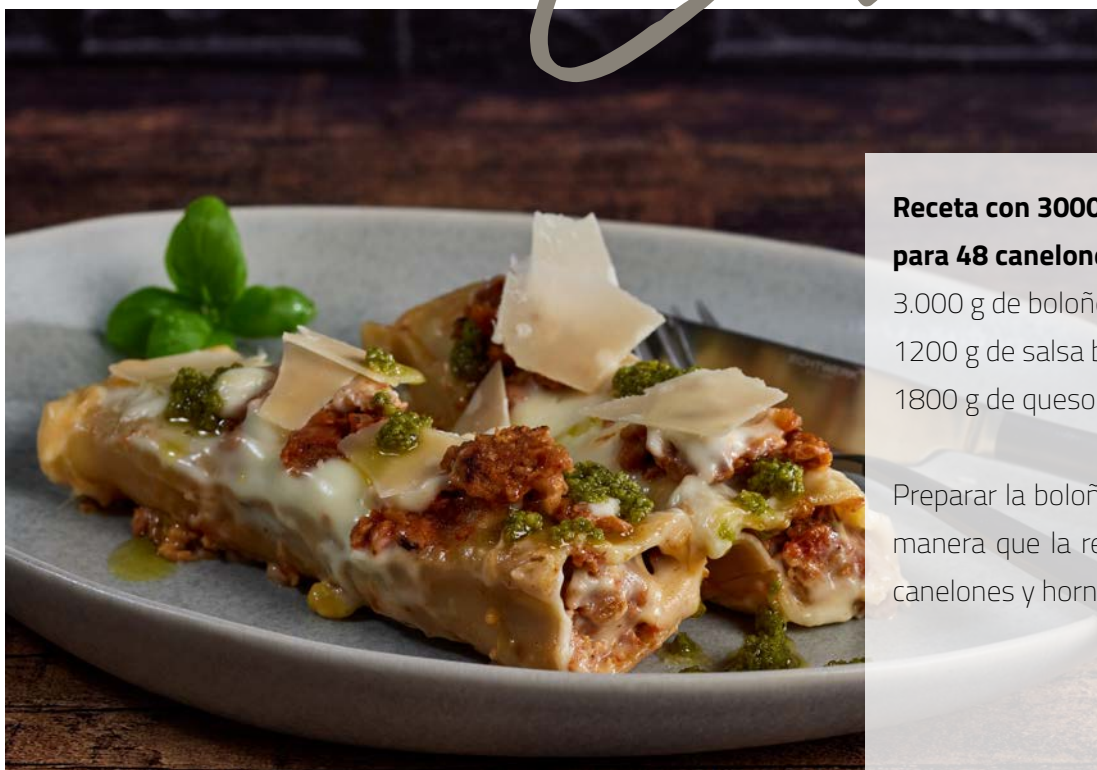 Receta con 3000
para 48 canelon
3.000 g de boloñ
1200 g de salsa b
1800 g de queso
Preparar la boloñ
manera que la re
canelones y horn